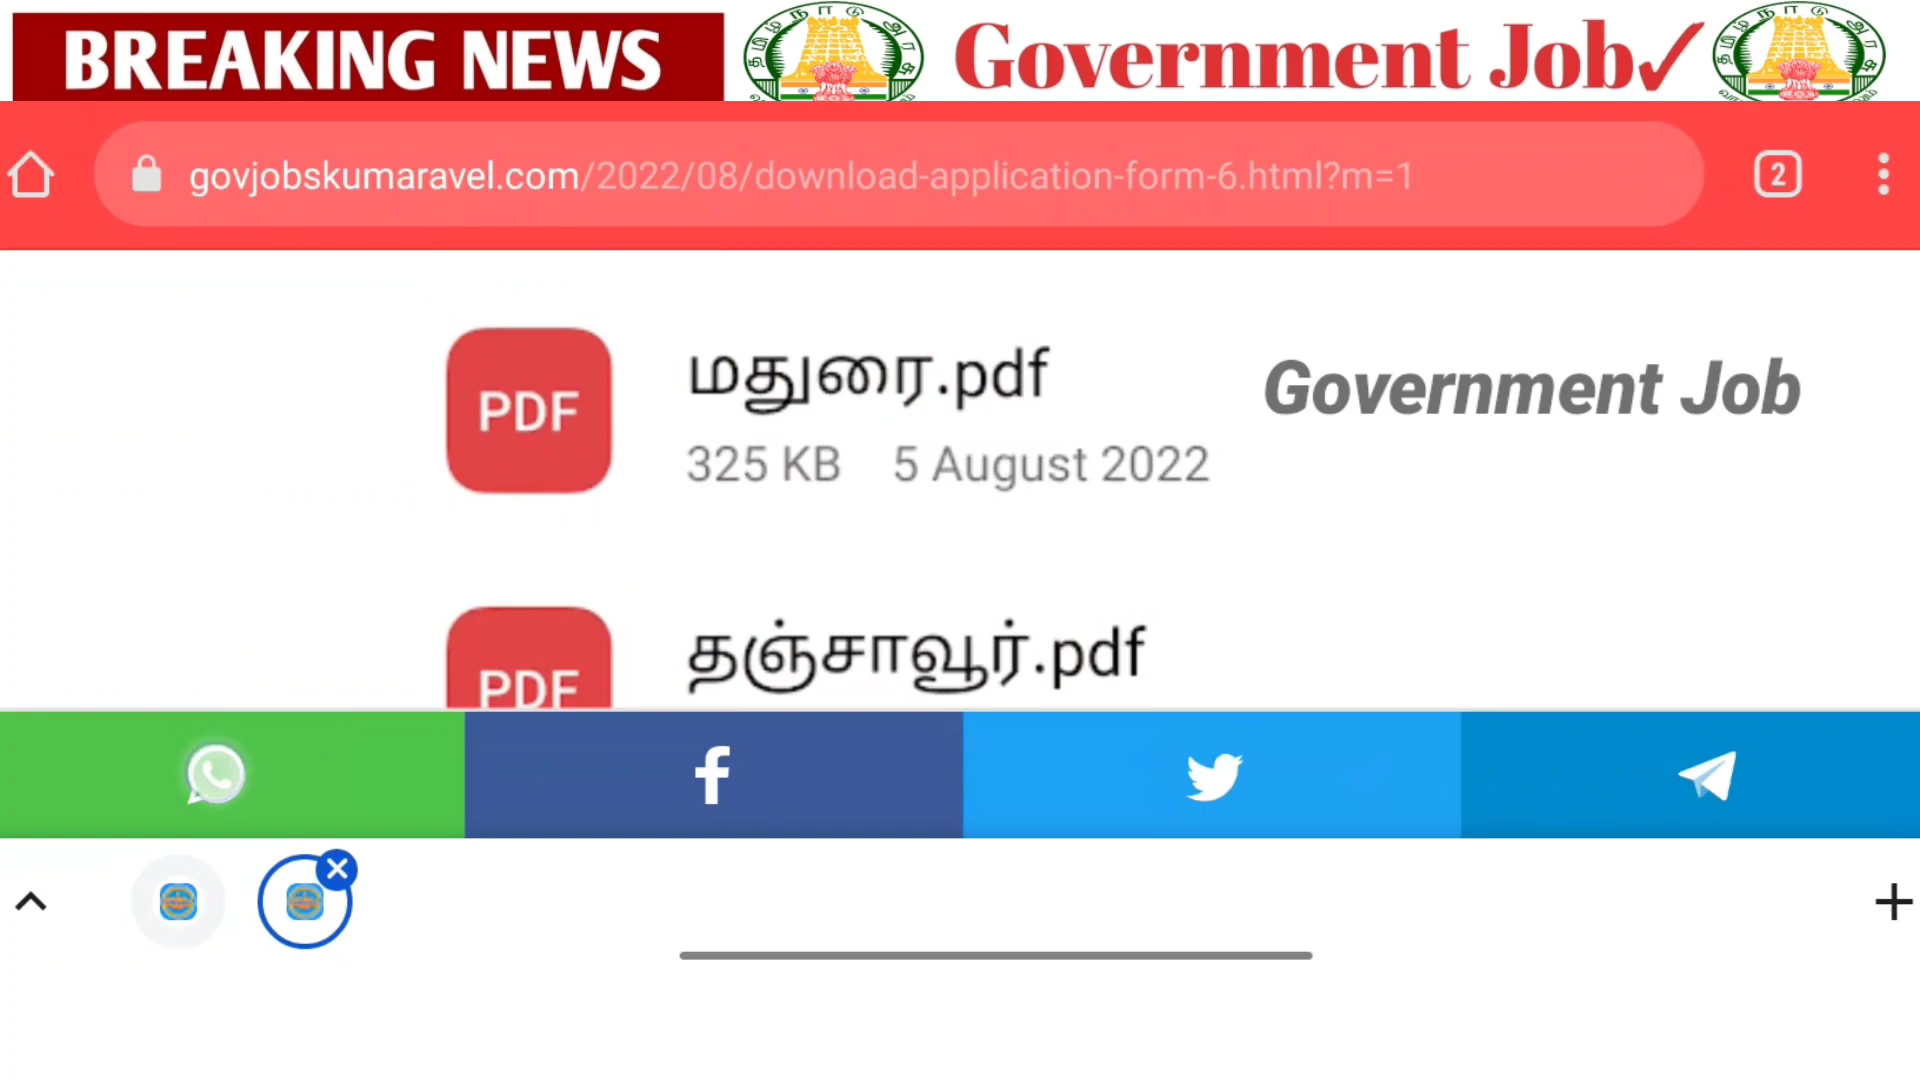 BREAKING NEWS
Government Job✓
govjobskumaravel.com/2022/08/download-application-form-6.html?m=1
2
PDF
மதுரை.pdf
325 KB 5 August 2022
Government Job
PDF
தஞ்சாவூர்.pdf